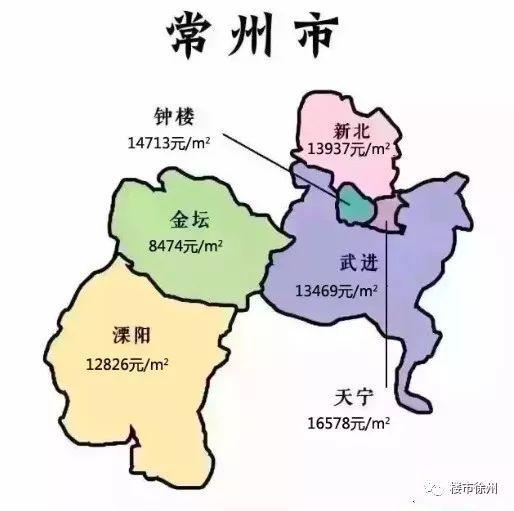 常州市
钟楼
14713元/m²
新北
13937元/m²
金坛
8474元/m²
武进
13469元/m²
溧阳
12826元/m²
天宁
16578元/m²
楼市徐州